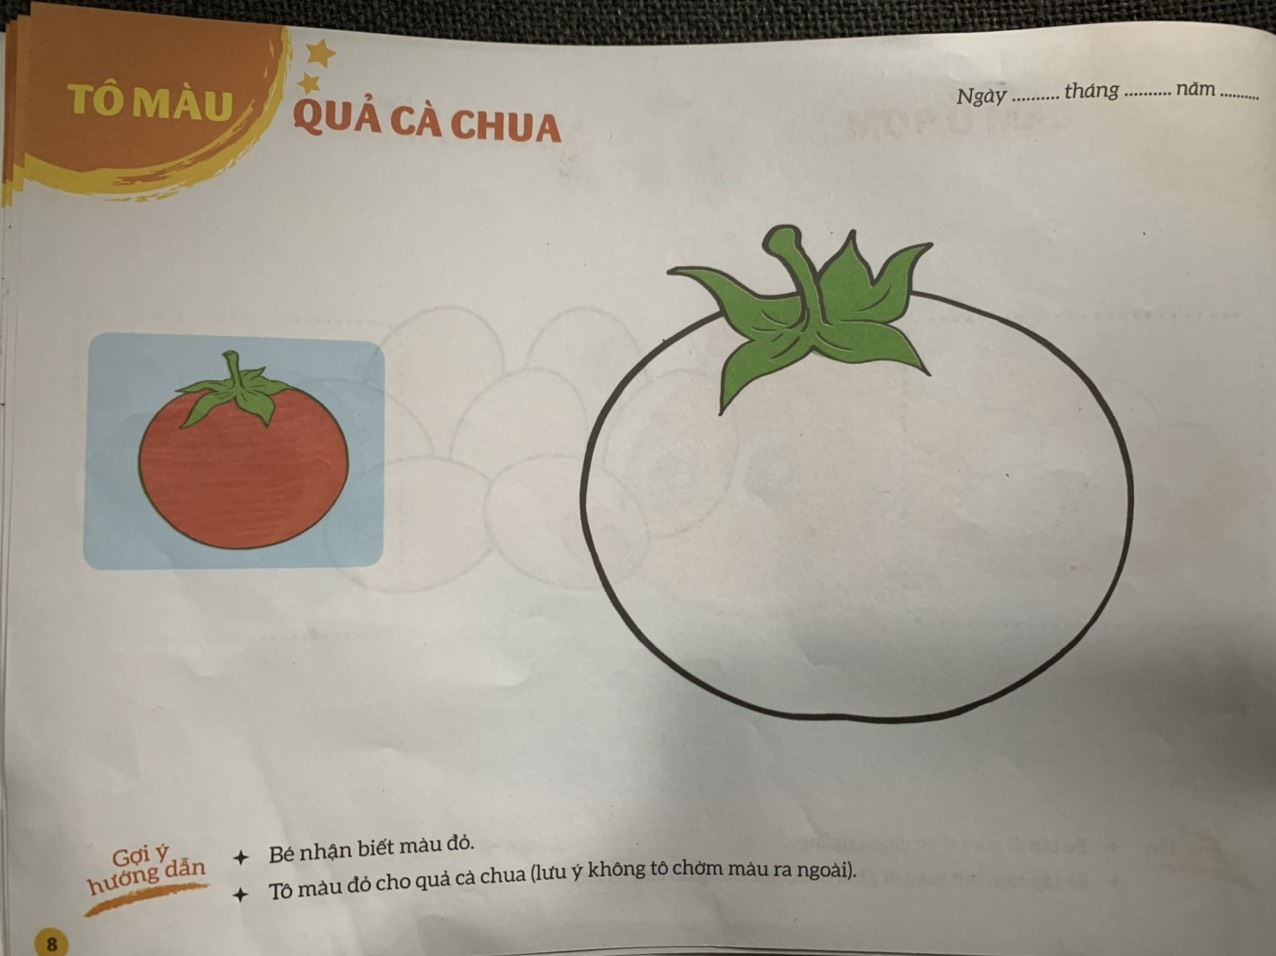 TÔ MÀU
QUẢ CÀ CHUA
Ngày .......... tháng .......... năm .........
Gợi ý
hướng dẫn
Bé nhận biết màu đỏ.
Tô màu đỏ cho quả cà chua (lưu ý không tô chờm màu ra ngoài).
8